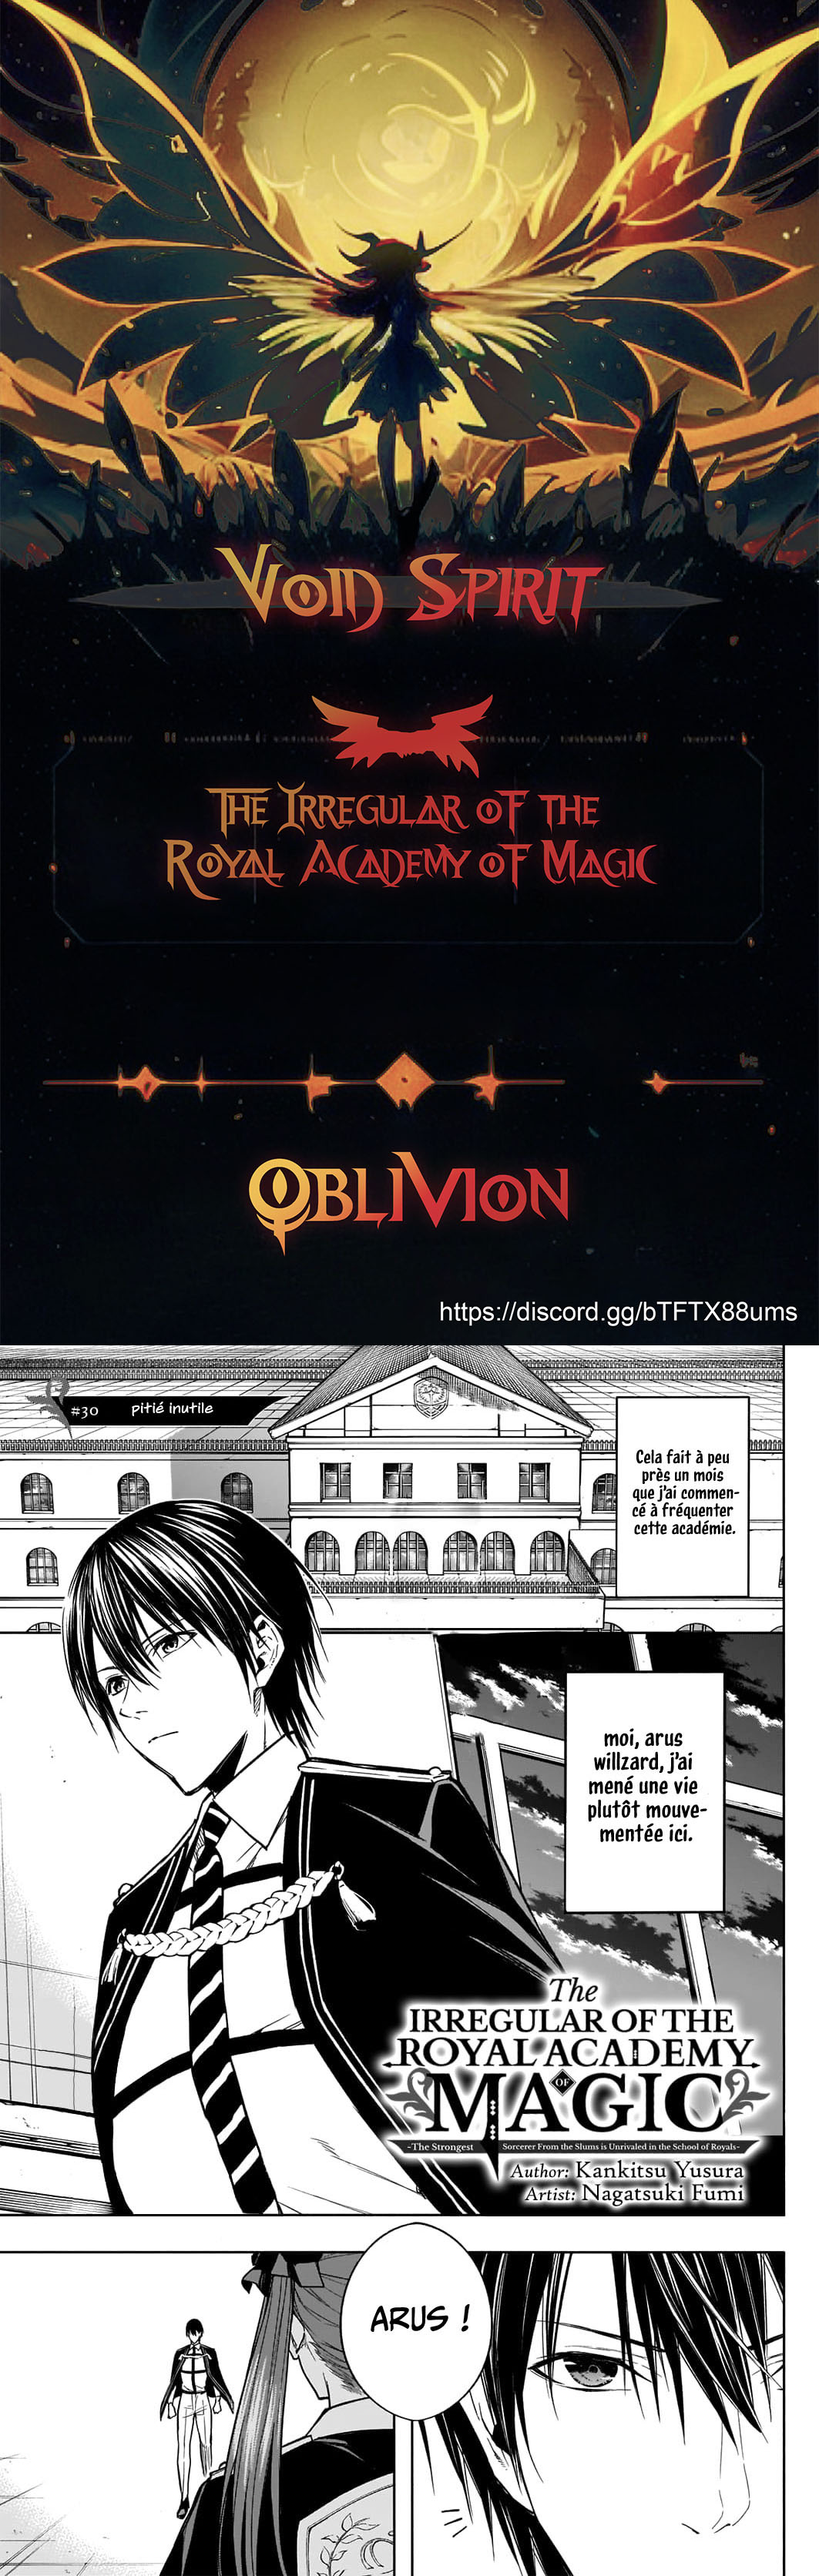 Void Spirit
The Irregular of the
Royal Academy of Magic
Oblivion
https://discord.gg/bTFTX88ums
#30 pitié inutile
Cela fait à peu
près un mois
que j'ai commen-
cé à fréquenter
cette académie.
moi, arus
willzard, j'ai
mené une vie
plutôt mouve-
mentée ici.
The
IRREGULAR OF THE
ROYAL ACADEMY
OF
MAGIC
~The Strongest Sorcerer From the Slums is Unrivaled in the School of Royals~
Author: Kankitsu Yusura
Artist: Nagatsuki Fumi
ARUS !